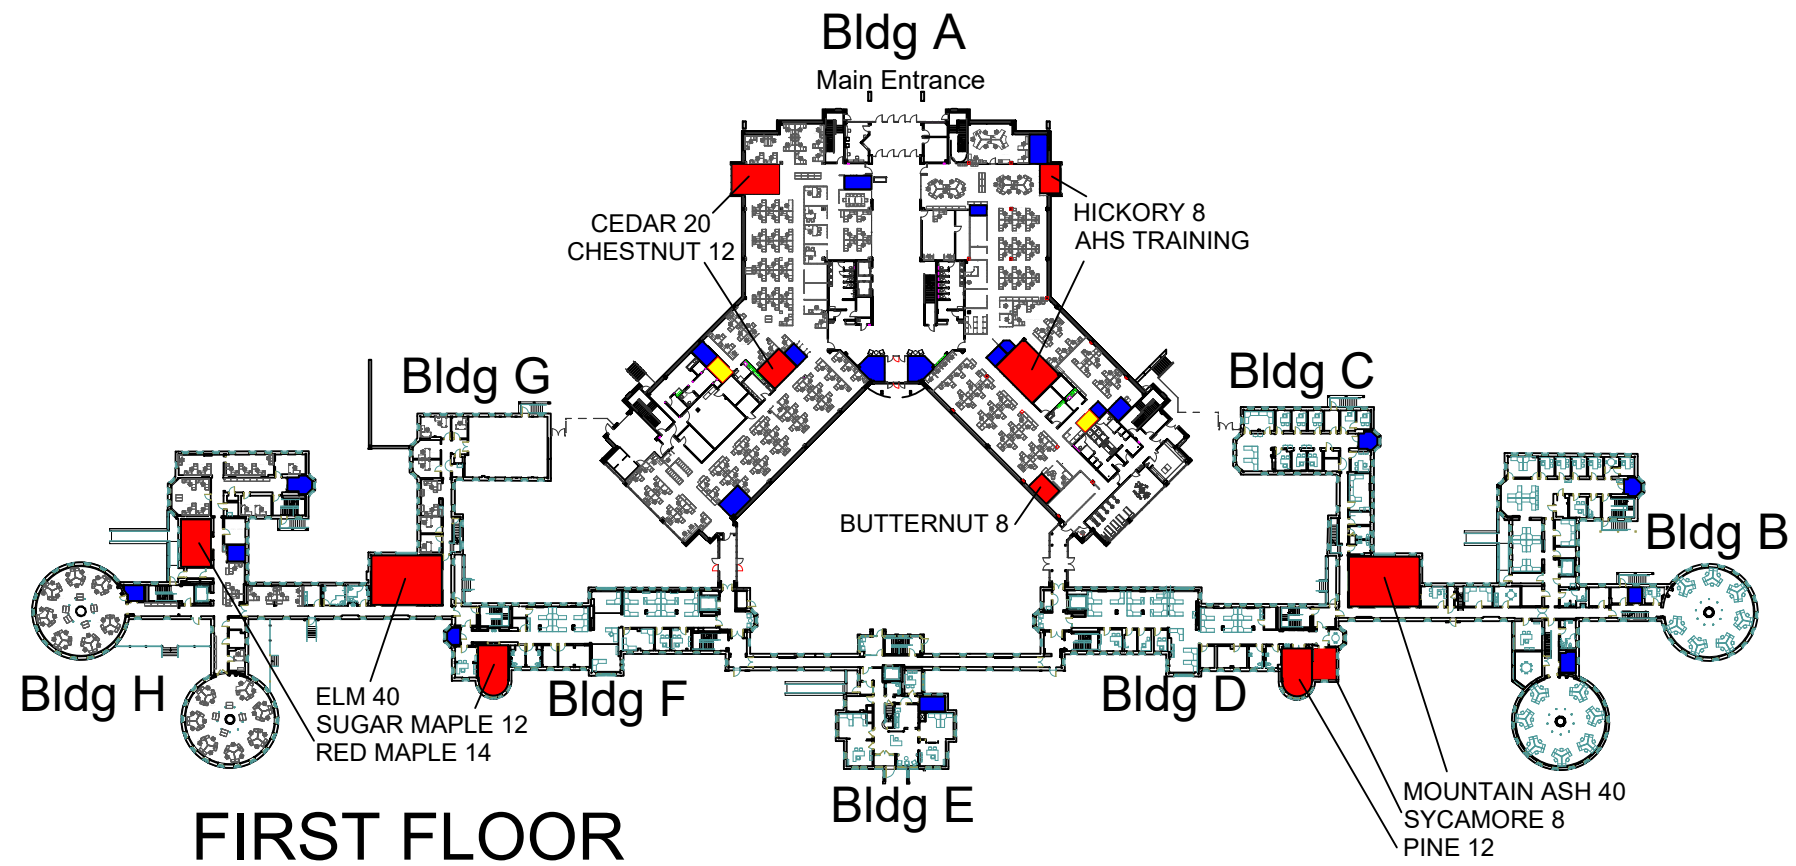 Bldg A
Main Entrance
CEDAR 20
CHESTNUT 12
HICKORY 8
AHS TRAINING
Bldg G
Bldg C
BUTTERNUT 8
Bldg B
Bldg H
ELM 40
SUGAR MAPLE 12
RED MAPLE 14
Bldg F
Bldg D
Bldg E
MOUNTAIN ASH 40
SYCAMORE 8
PINE 12
FIRST FLOOR